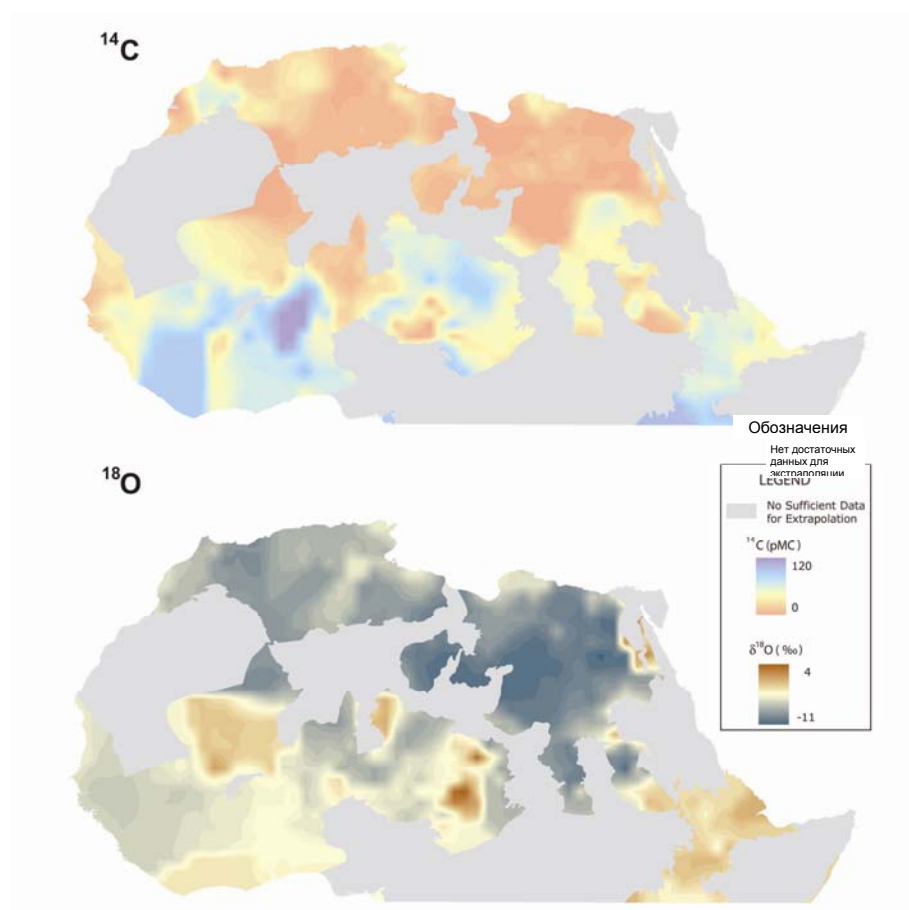 ¹⁴C
Обозначения
Нет достаточных
данных для
экстраполяции
¹⁸O
LEGEND
No Sufficient Data
for Extrapolation
¹⁴C (pMC)
120
0
δ¹⁸O ( ‰)
4
-11